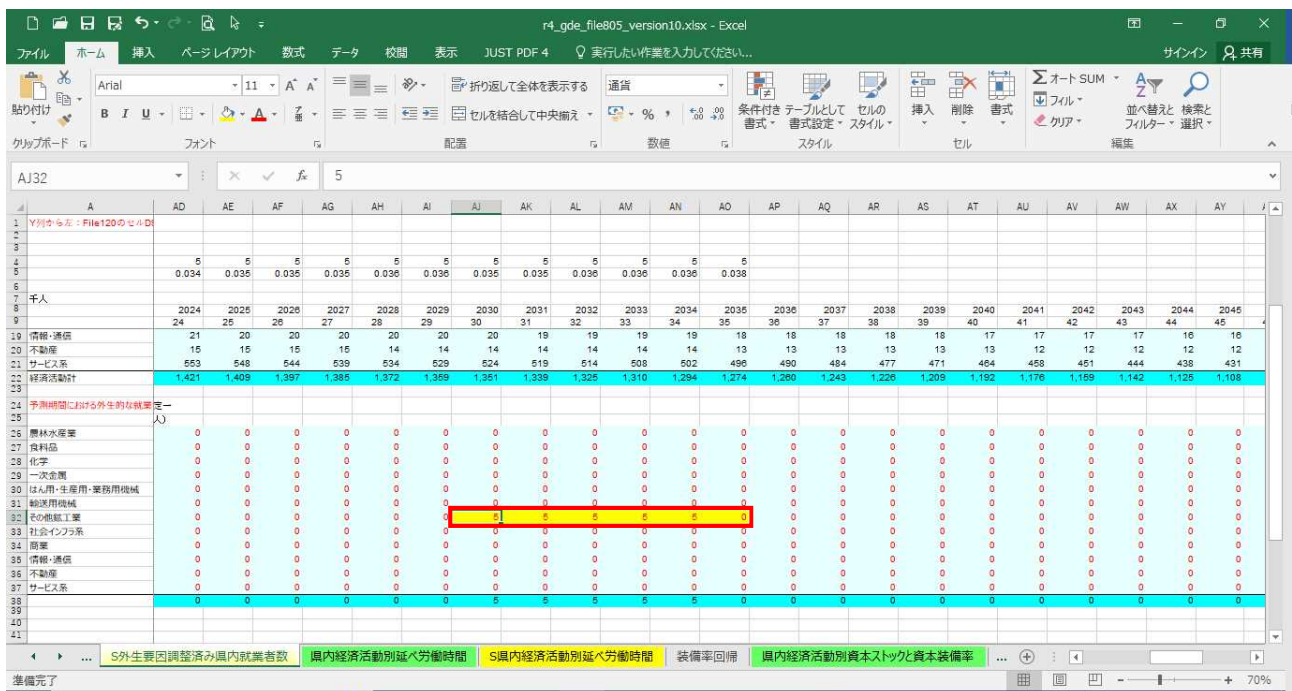 r4_gde_file805_version10.xlsx - Excel
ファイル ホーム 挿入 ページ レイアウト 数式 データ 校閲 表示 JUST PDF 4 実行したい作業を入力してください... サインイン 共有
貼り付け Arial 11 A A 折り返して全体を表示する 通貨 条件付き書式 テーブルとして書式設定 セルのスタイル 挿入 削除 書式 Σ オート SUM フィル クリア 並べ替えと フィルター 検索と 選択
B I U セルを結合して中央揃え % ,
クリップボード フォント 配置 数値 スタイル セル 編集
AJ32 fx 5
A AD AE AF AG AH AI AJ AK AL AM AN AO AP AQ AR AS AT AU AV AW AX AY
1 Y列から左：File120のセルD
2
3
4 5 5 5 5 5 5 5 5 5 5 5 5
5 0.034 0.035 0.035 0.035 0.036 0.036 0.035 0.035 0.036 0.036 0.036 0.038
6
7 千人
8 2024 2025 2026 2027 2028 2029 2030 2031 2032 2033 2034 2035 2036 2037 2038 2039 2040 2041 2042 2043 2044 2045
9 24 25 26 27 28 29 30 31 32 33 34 35 36 37 38 39 40 41 42 43 44 45
19 情報・通信 21 20 20 20 20 20 20 19 19 19 19 18 18 18 18 18 17 17 17 17 16 16
20 不動産 15 15 15 15 14 14 14 14 14 14 14 13 13 13 13 13 13 12 12 12 12 12
21 サービス系 553 548 544 539 534 529 524 519 514 508 502 496 490 484 477 471 464 458 451 444 438 431
22 経済活動計 1,421 1,409 1,397 1,385 1,372 1,359 1,351 1,339 1,325 1,310 1,294 1,274 1,260 1,243 1,226 1,209 1,192 1,176 1,159 1,142 1,125 1,108
23
24 予測期間における外生的な就業 定ー
25 人)
26 農林水産業 0 0 0 0 0 0 0 0 0 0 0 0 0 0 0 0 0 0 0 0 0 0
27 食料品 0 0 0 0 0 0 0 0 0 0 0 0 0 0 0 0 0 0 0 0 0 0
28 化学 0 0 0 0 0 0 0 0 0 0 0 0 0 0 0 0 0 0 0 0 0 0
29 一次金属 0 0 0 0 0 0 0 0 0 0 0 0 0 0 0 0 0 0 0 0 0 0
30 はん用・生産用・業務用機械 0 0 0 0 0 0 0 0 0 0 0 0 0 0 0 0 0 0 0 0 0 0
31 輸送用機械 0 0 0 0 0 0 0 0 0 0 0 0 0 0 0 0 0 0 0 0 0 0
32 その他鉱工業 0 0 0 0 0 0 5 5 5 5 5 0 0 0 0 0 0 0 0 0 0 0
33 社会インフラ系 0 0 0 0 0 0 0 0 0 0 0 0 0 0 0 0 0 0 0 0 0 0
34 商業 0 0 0 0 0 0 0 0 0 0 0 0 0 0 0 0 0 0 0 0 0 0
35 情報・通信 0 0 0 0 0 0 0 0 0 0 0 0 0 0 0 0 0 0 0 0 0 0
36 不動産 0 0 0 0 0 0 0 0 0 0 0 0 0 0 0 0 0 0 0 0 0 0
37 サービス系 0 0 0 0 0 0 0 0 0 0 0 0 0 0 0 0 0 0 0 0 0 0
38 0 0 0 0 0 0 5 5 5 5 5 0 0 0 0 0 0 0 0 0 0 0
39
40
41
... S外生要因調整済み県内就業者数 県内経済活動別延べ労働時間 S県内経済活動別延べ労働時間 装備率回帰 県内経済活動別資本ストックと資本装備率 ...
準備完了 70%